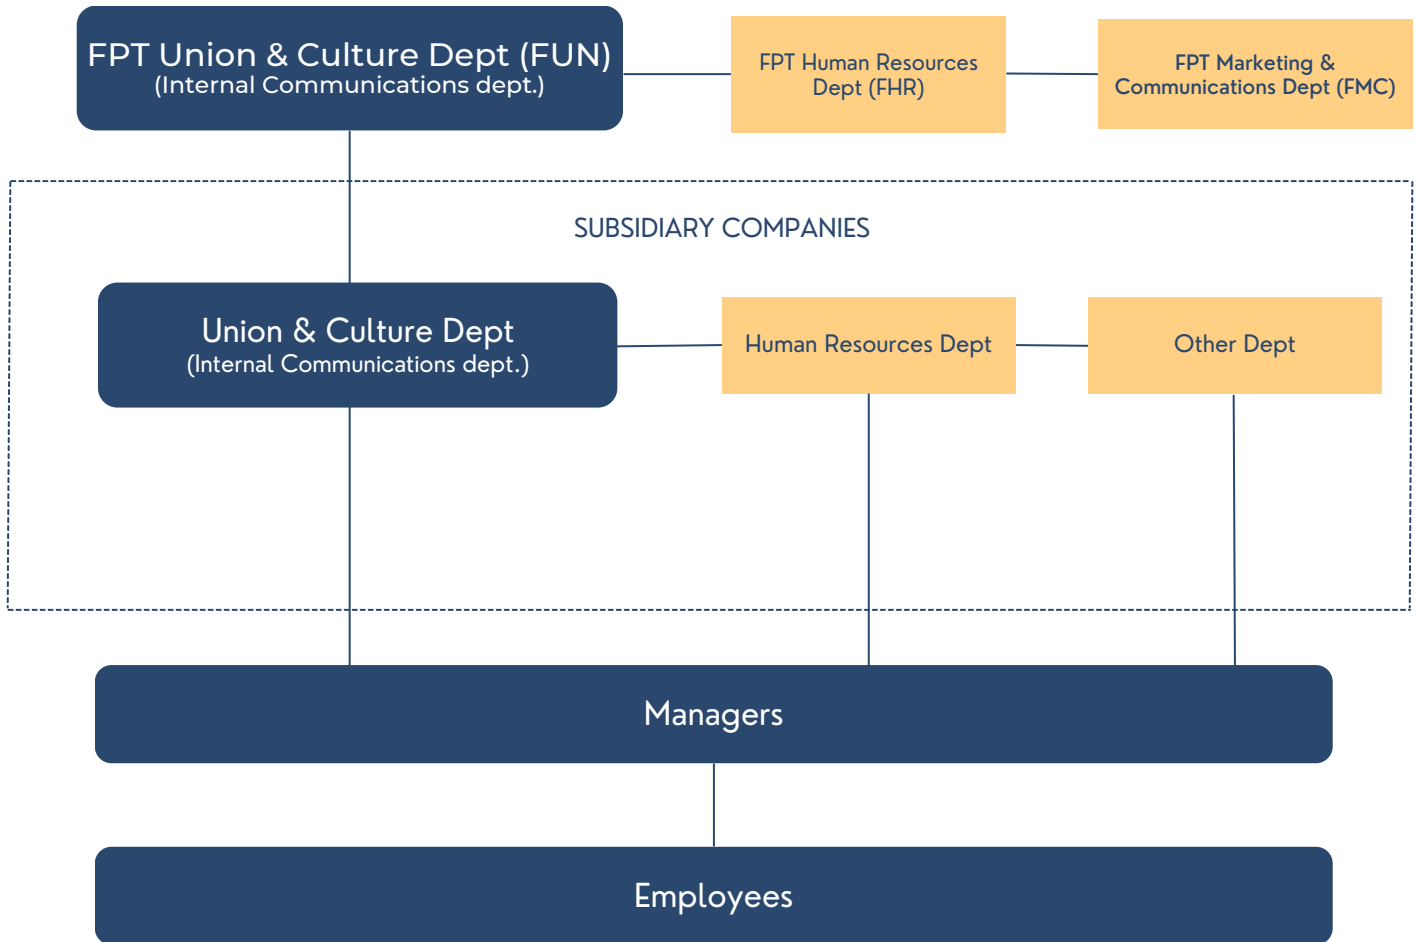 FPT Union & Culture Dept (FUN)
(Internal Communications dept.)
FPT Human Resources
Dept (FHR)
FPT Marketing &
Communications Dept (FMC)
SUBSIDIARY COMPANIES
Union & Culture Dept
(Internal Communications dept.)
Human Resources Dept
Other Dept
Managers
Employees